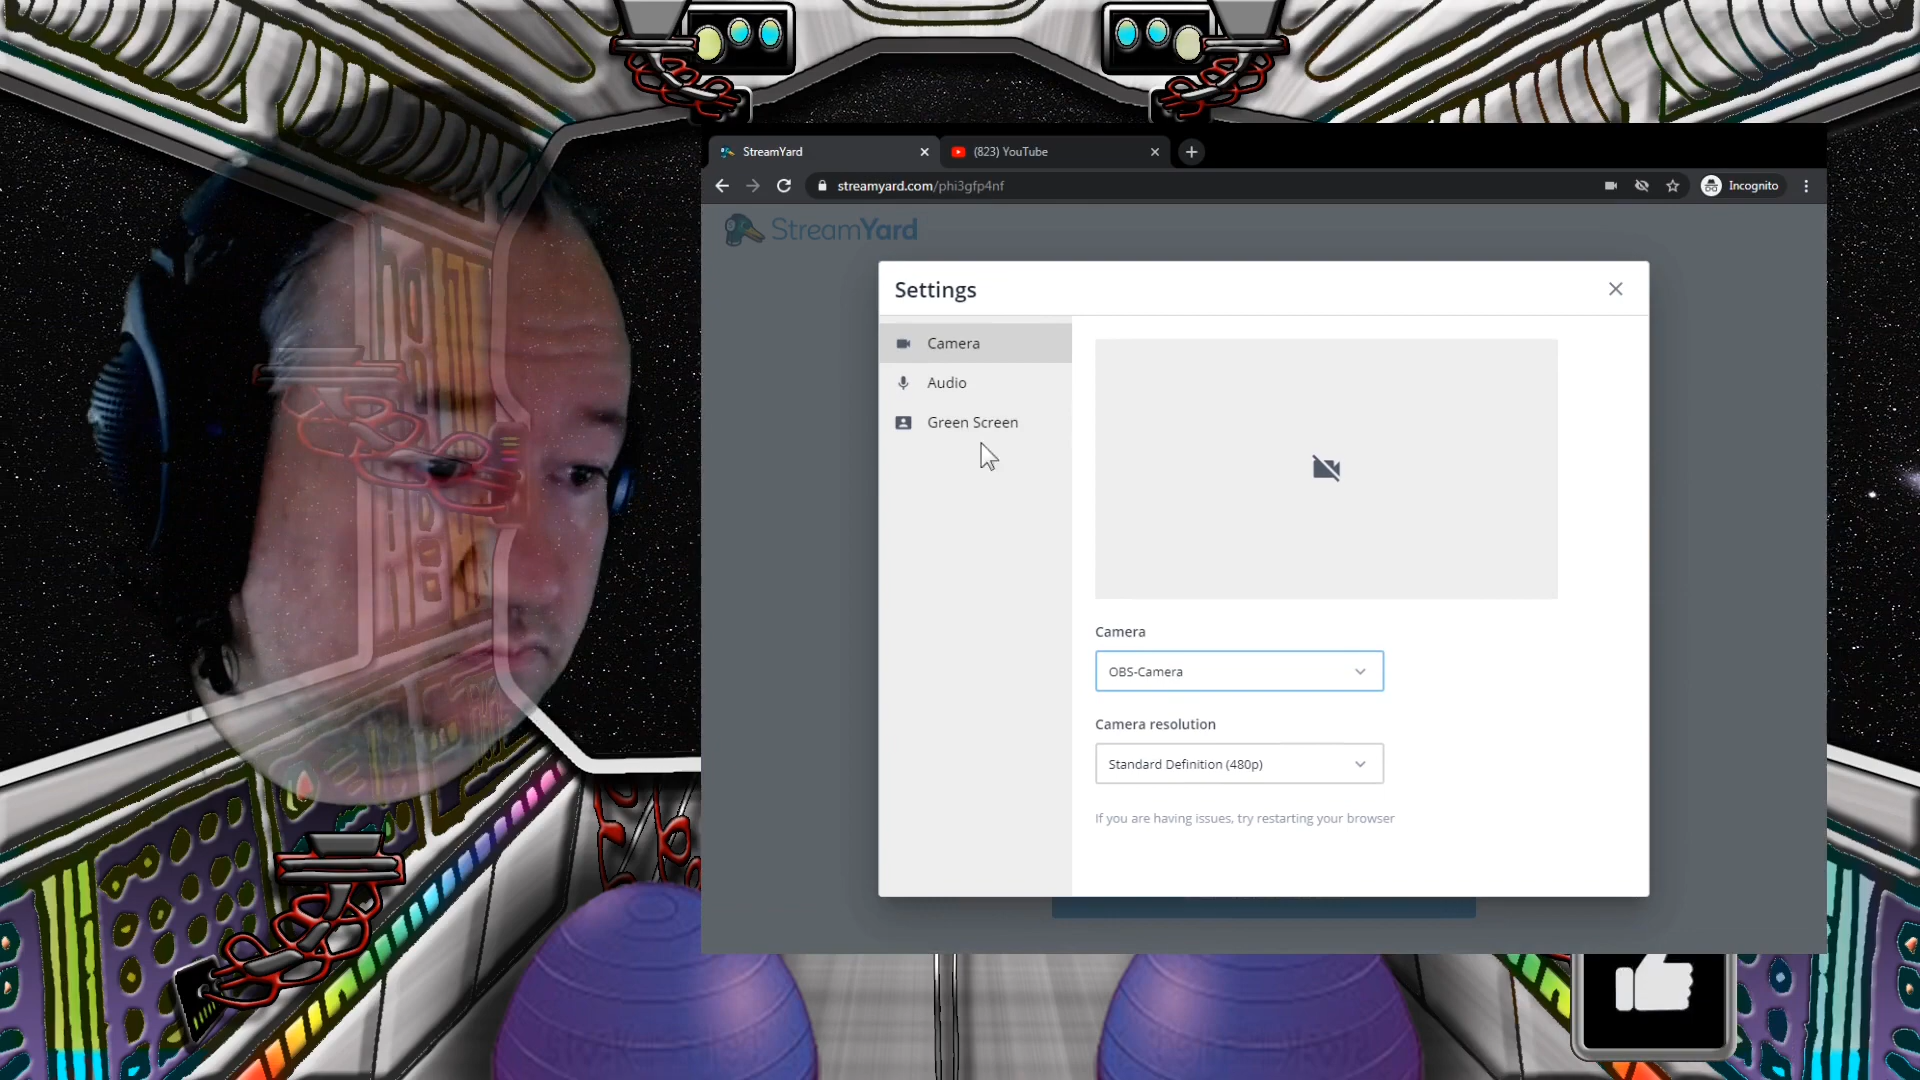 StreamYard
(823) YouTube
streamyard.com/phi3gfp4nf
Incognito
StreamYard
Settings
Camera
Audio
Green Screen
Camera
OBS-Camera
Camera resolution
Standard Definition (480p)
If you are having issues, try restarting your browser